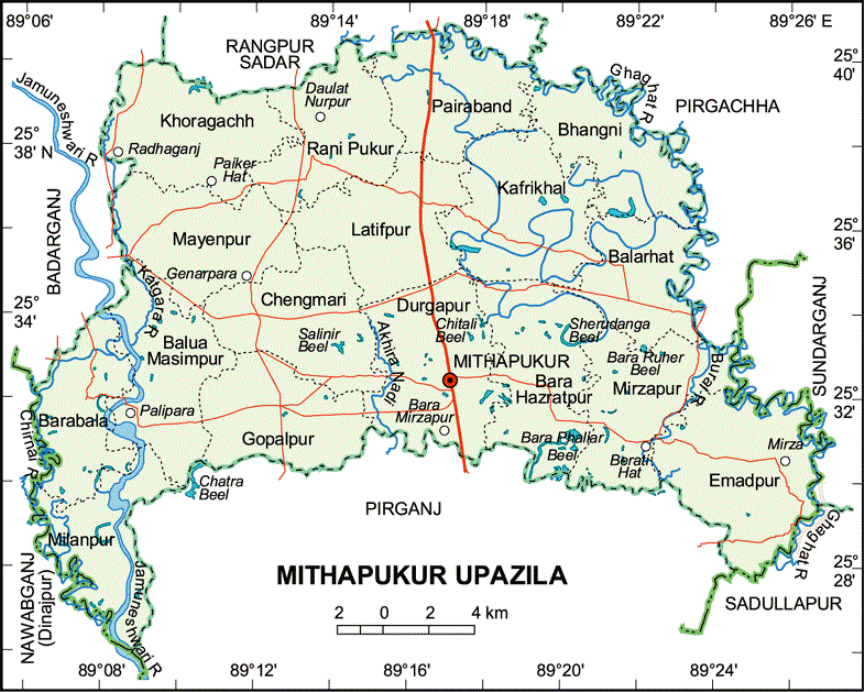 89°06'
89°14'
89°18'
89°22'
89°26' E
25°
40'
RANGPUR
SADAR
Ghaghat R
PIRGACHHA
Jamuneshwari R
Daulat
Nurpur
Pairaband
Khoragachh
Bhangni
25°
38' N
Radhaganj
Rani Pukur
Paiker
Hat
Kafrikhal
BADARGANJ
Latifpur
25°
36'
Mayenpur
Balarhat
Katgara R
Genarpara
Chengmari
Durgapur
25°
34'
SUNDARGANJ
Balua
Masimpur
Salinir
Beel
Akhira Nadi
Chitali
Beel
Sherudanga
Beel
MITHAPUKUR
Bara Ruher
Beel
Burai R
Bara
Hazratpur
Mirzapur
25°
32'
Barabala
Palipara
Bara
Mirzapur
Chirnai R
Gopalpur
Bara Phaliar
Beel
Berati
Hat
Mirza
Chatra
Beel
Emadpur
PIRGANJ
Milanpur
Ghaghat R
NAWABGANJ
(Dinajpur)
Jamuneshwari R
MITHAPUKUR UPAZILA
25°
28'
SADULLAPUR
2 0 2 4 km
89°08'
89°12'
89°16'
89°20'
89°24'